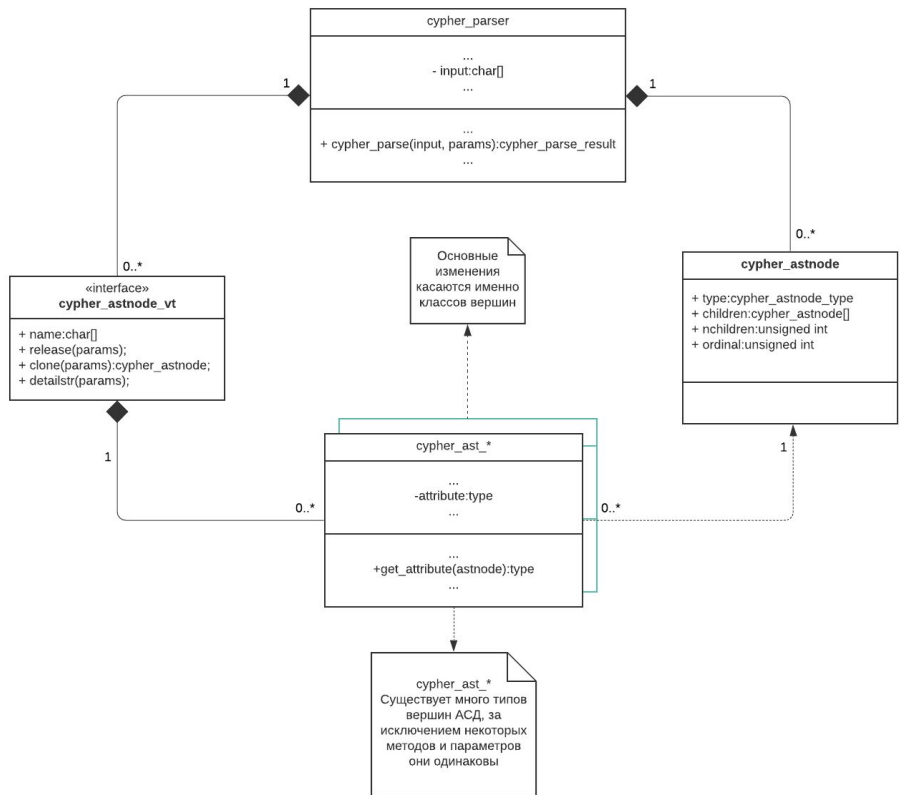 cypher_parser
...
- input:char[]
...
...
+ cypher_parse(input, params):cypher_parse_result
...
1
1
0..*
0..*
«interface»
cypher_astnode_vt
+ name:char[]
+ release(params);
+ clone(params):cypher_astnode;
+ detailstr(params);
Основные
изменения
касаются именно
классов вершин
cypher_astnode
+ type:cypher_astnode_type
+ children:cypher_astnode[]
+ nchildren:unsigned int
+ ordinal:unsigned int
1
0..*
cypher_ast_*
...
-attribute:type
...
...
+get_attribute(astnode):type
...
0..*
1
cypher_ast_*
Существует много типов
вершин АСД, за
исключением некоторых
методов и параметров
они одинаковы